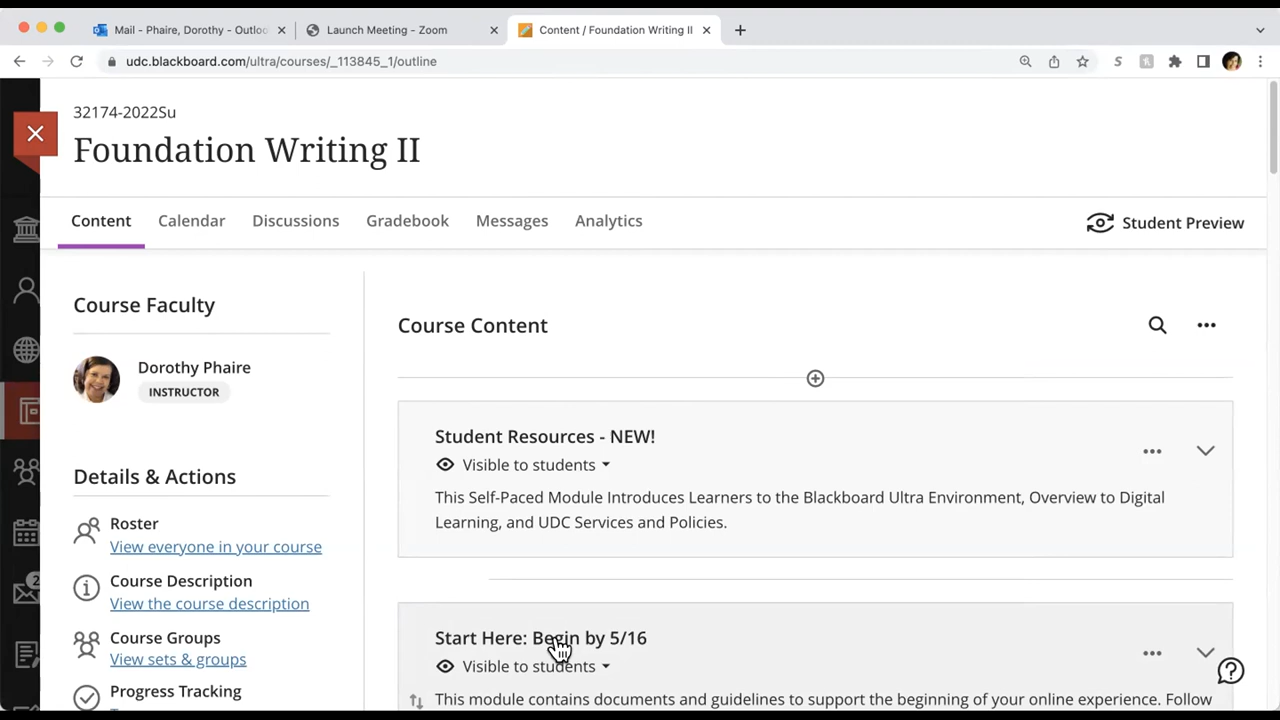 Mail - Phaire, Dorothy - Outloo
Launch Meeting - Zoom
Content / Foundation Writing II
udc.blackboard.com/ultra/courses/_113845_1/outline
32174-2022Su
Foundation Writing II
Content
Calendar
Discussions
Gradebook
Messages
Analytics
Student Preview
Course Faculty
Dorothy Phaire
INSTRUCTOR
Details & Actions
Roster
View everyone in your course
Course Description
View the course description
Course Groups
View sets & groups
Progress Tracking
2
Course Content
Student Resources - NEW!
Visible to students
This Self-Paced Module Introduces Learners to the Blackboard Ultra Environment, Overview to Digital
Learning, and UDC Services and Policies.
Start Here: Begin by 5/16
Visible to students
This module contains documents and guidelines to support the beginning of your online experience. Follow